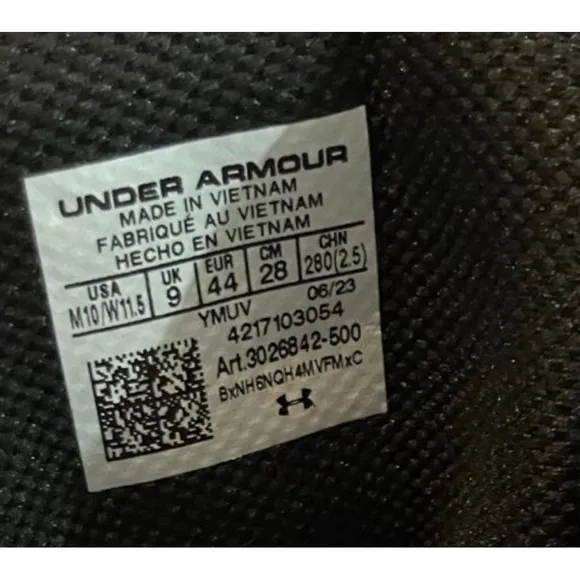 UNDER ARMOUR
MADE IN VIETNAM
FABRIQUÉ AU VIETNAM
HECHO EN VIETNAM
USA UK EUR CM CHN
M10/W11.5 9 44 28 280(2.5)
YMUV 06/23
4217103054
Art.3026842-500
BxNH6NQH4MVFMxC